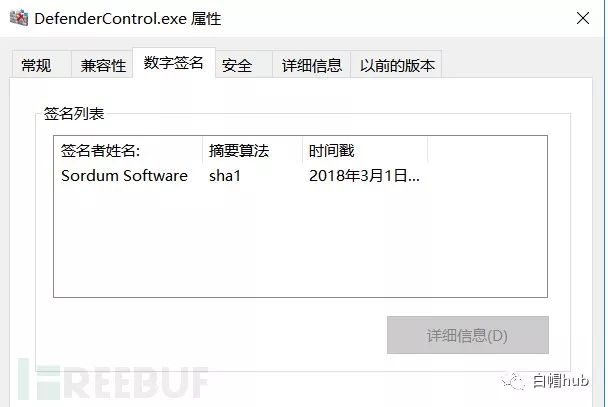 DefenderControl.exe 属性
常规 兼容性 数字签名 安全 详细信息 以前的版本
签名列表
签名者姓名: 摘要算法 时间戳
Sordum Software sha1 2018年3月1日...
详细信息(D)
FREEBUF
白帽hub